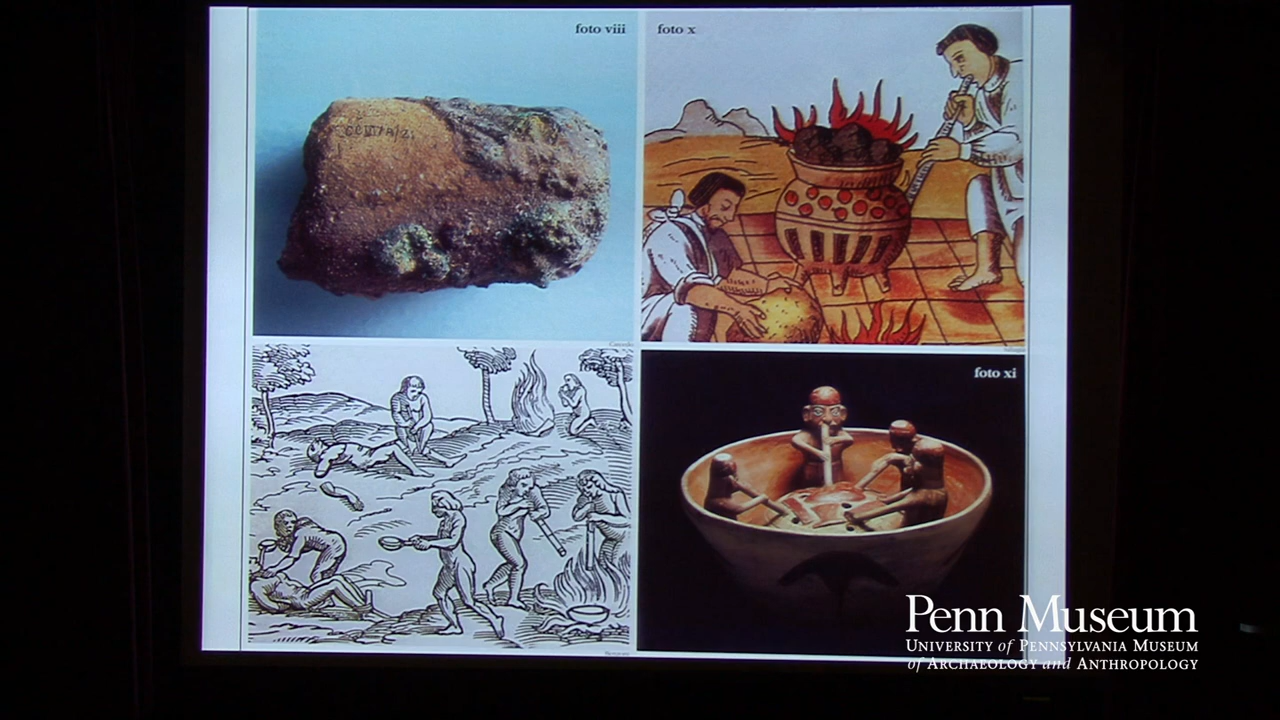 foto viii
foto x
foto xi
Penn Museum
University of Pennsylvania Museum
of Archaeology and Anthropology